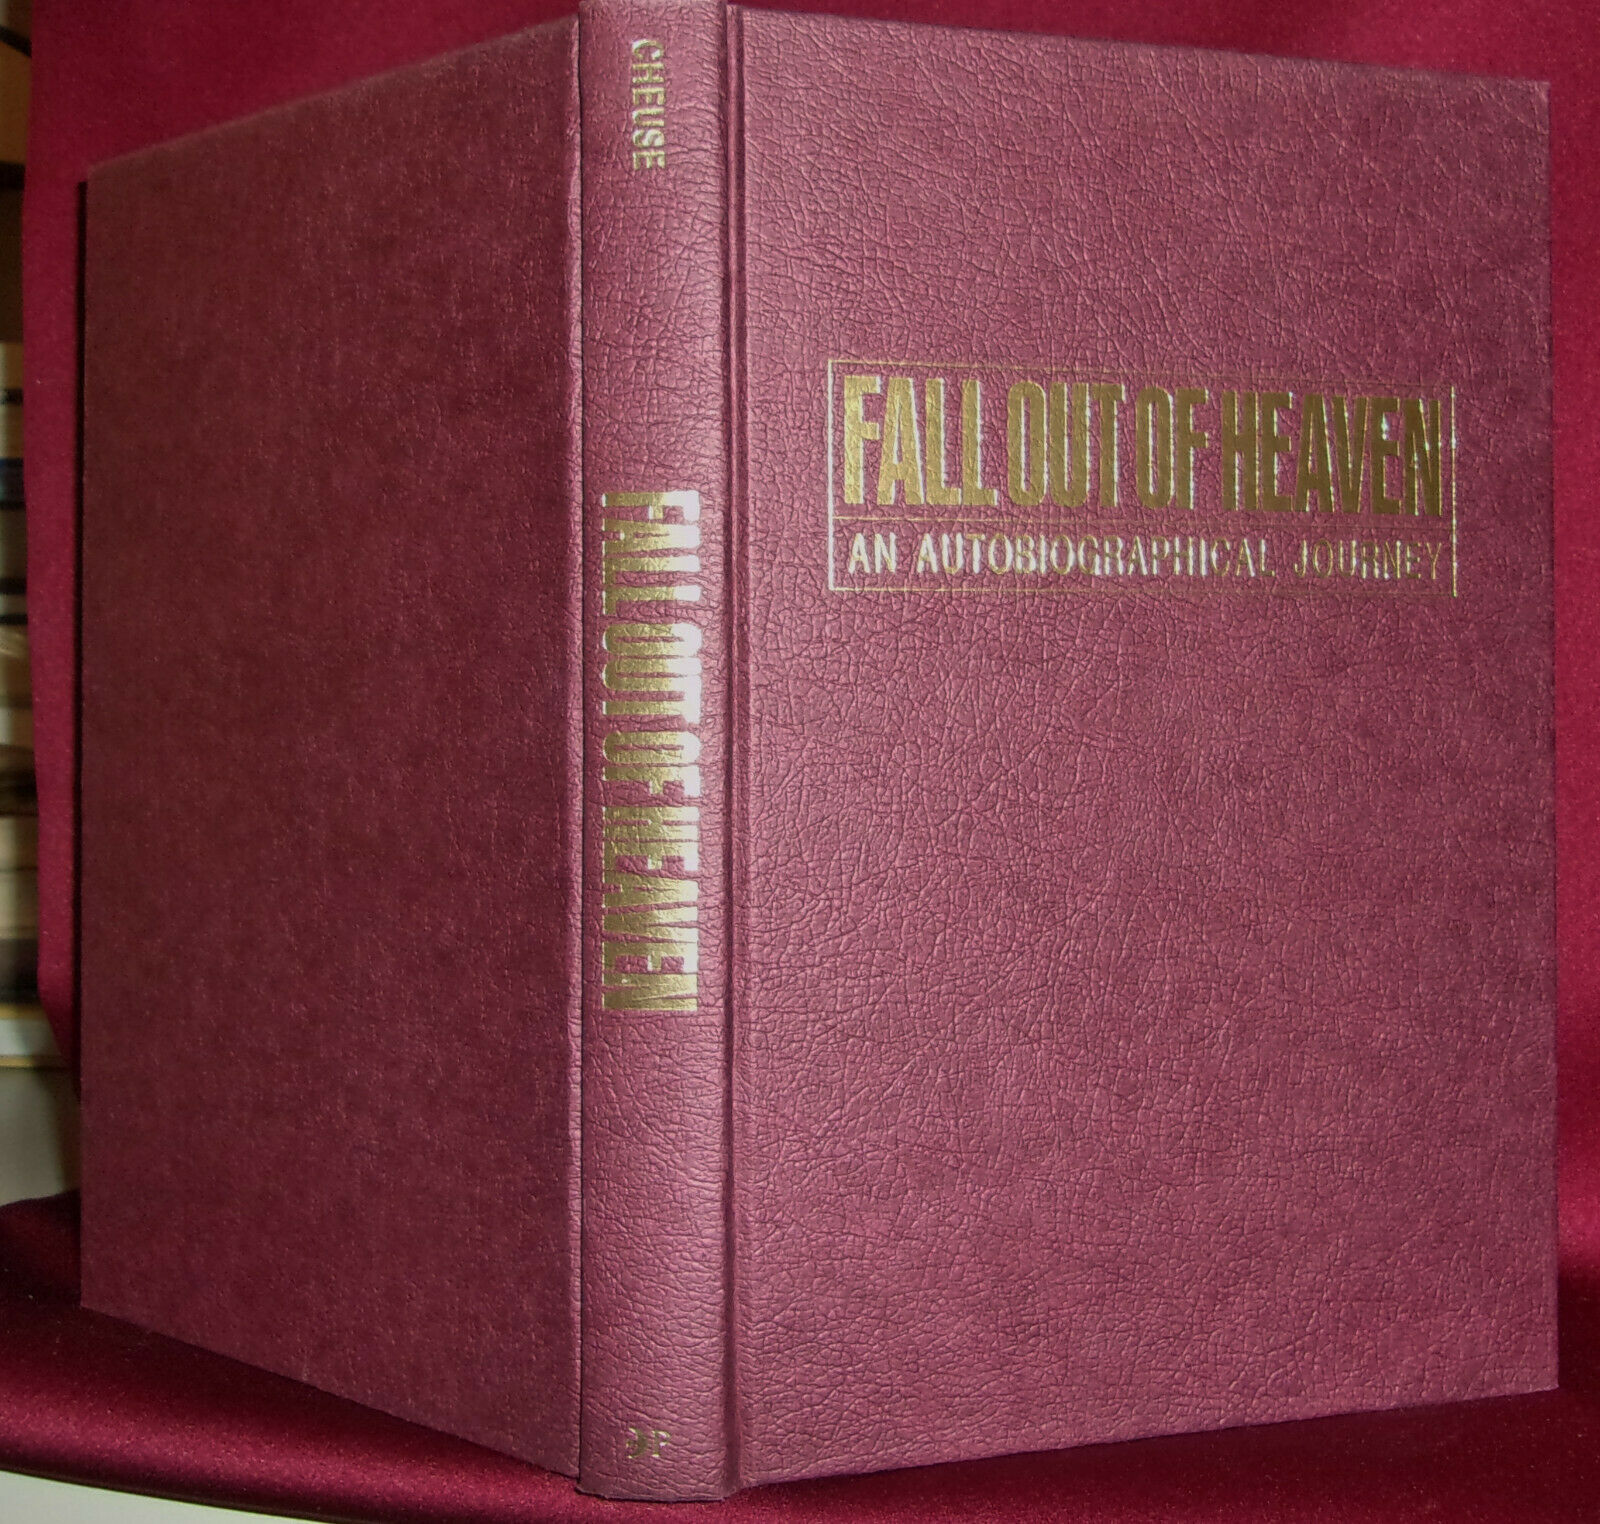 CHEUSE
FALL OUT OF HEAVEN
FALL OUT OF HEAVEN
AN AUTOBIOGRAPHICAL JOURNEY